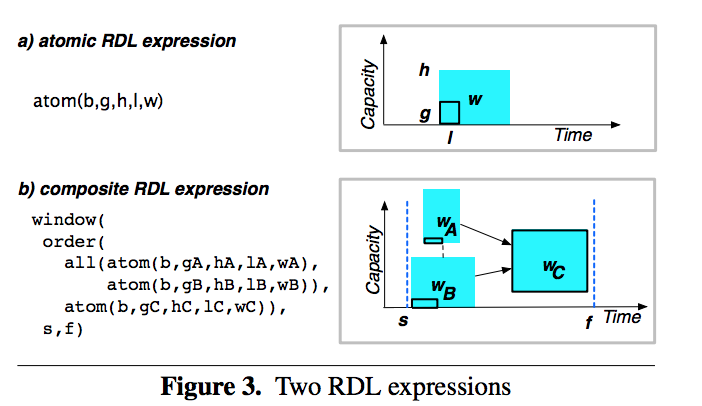 a) atomic RDL expression
atom(b,g,h,l,w)
Capacity
h
g
w
l
Time
b) composite RDL expression
window(
order(
all(atom(b,gA,hA,lA,wA),
atom(b,gB,hB,lB,wB)),
atom(b,gC,hC,lC,wC)),
s,f)
Capacity
wA
wB
wC
s
f
Time
Figure 3. Two RDL expressions